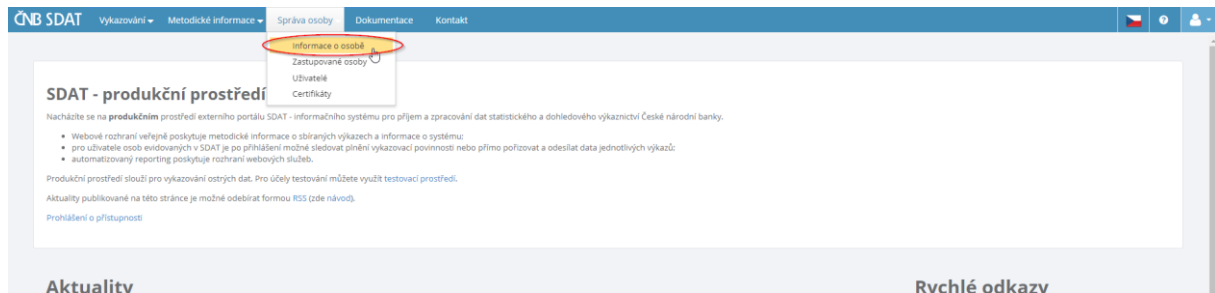 ČNB SDAT Vykazování Metodické informace Správa osoby Dokumentace Kontakt
Informace o osobě
Zastupované osoby
Uživatelé
Certifikáty
SDAT - produkční prostředí
Nacházíte se na produkčním prostředí externího portálu SDAT - informačního systému pro příjem a zpracování dat statistického a dohledového výkaznictví České národní banky.
Webové rozhraní veřejně poskytuje metodické informace o sbíraných výkazech a informace o systému;
pro uživatele osob evidovaných v SDAT je po přihlášení možné sledovat plnění vykazovací povinnosti nebo přímo pořizovat a odesílat data jednotlivých výkazů;
automatizovaný reporting poskytuje rozhraní webových služeb.
Produkční prostředí slouží pro vykazování ostrých dat. Pro účely testování můžete využít testovací prostředí.
Aktuality publikované na této stránce je možné odebírat formou RSS (zde návod).
Prohlášení o přístupnosti
Aktuality
Rychlé odkazy